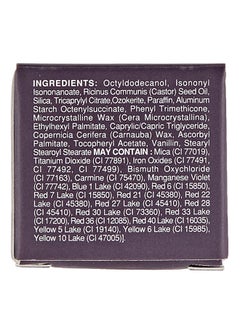 INGREDIENTS: Octyldodecanol, Isononyl
Isononanoate, Ricinus Communis (Castor) Seed Oil,
Silica, Tricaprylyl Citrate,Ozokerite, Paraffin, Aluminum
Starch Octenylsuccinate, Phenyl Trimethicone,
Microcrystalline Wax (Cera Microcrystallina),
Ethylhexyl Palmitate, Caprylic/Capric Triglyceride,
Copernicia Cerifera (Carnauba) Wax, Ascorbyl
Palmitate, Tocopheryl Acetate, Vanillin, Stearyl
Stearoyl Stearate MAY CONTAIN : Mica (CI 77019),
Titanium Dioxide (CI 77891), Iron Oxides (CI 77491,
CI 77492, CI 77499), Bismuth Oxychloride
(CI 77163), Carmine (CI 75470), Manganese Violet
(CI 77742), Blue 1 Lake (CI 42090), Red 6 (CI 15850),
Red 7 Lake (CI 15850), Red 21 (CI 45380), Red 22
Lake (CI 45380), Red 27 Lake (CI 45410), Red 28
(CI 45410), Red 30 Lake (CI 73360), Red 33 Lake
(CI 17200), Red 36 (CI 12085), Red 40 Lake (CI 16035),
Yellow 5 Lake (CI 19140), Yellow 6 Lake (CI 15985),
Yellow 10 Lake (CI 47005)]